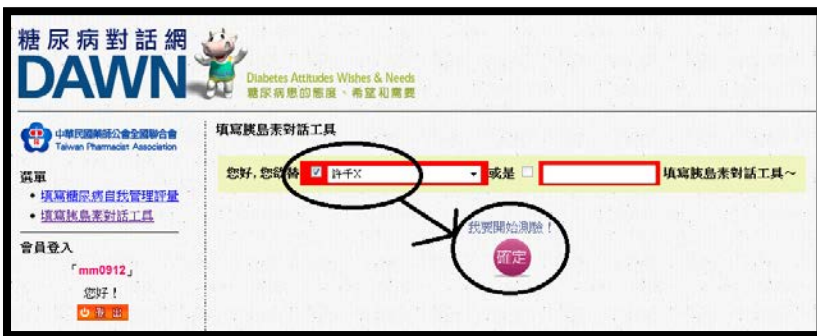 糖尿病對話網
DAWN
Diabetes Attitudes Wishes & Needs
糖尿病患的態度、希望和需要
中華民國藥師公會全國聯合會
Taiwan Pharmacist Association
選單
填寫糖尿病自我管理評量
填寫胰島素對話工具
會員登入
「mm0912」
您好！
登出
填寫胰島素對話工具
您好,您欲替 許千X 或是 填寫胰島素對話工具～
我要開始測驗！
確定